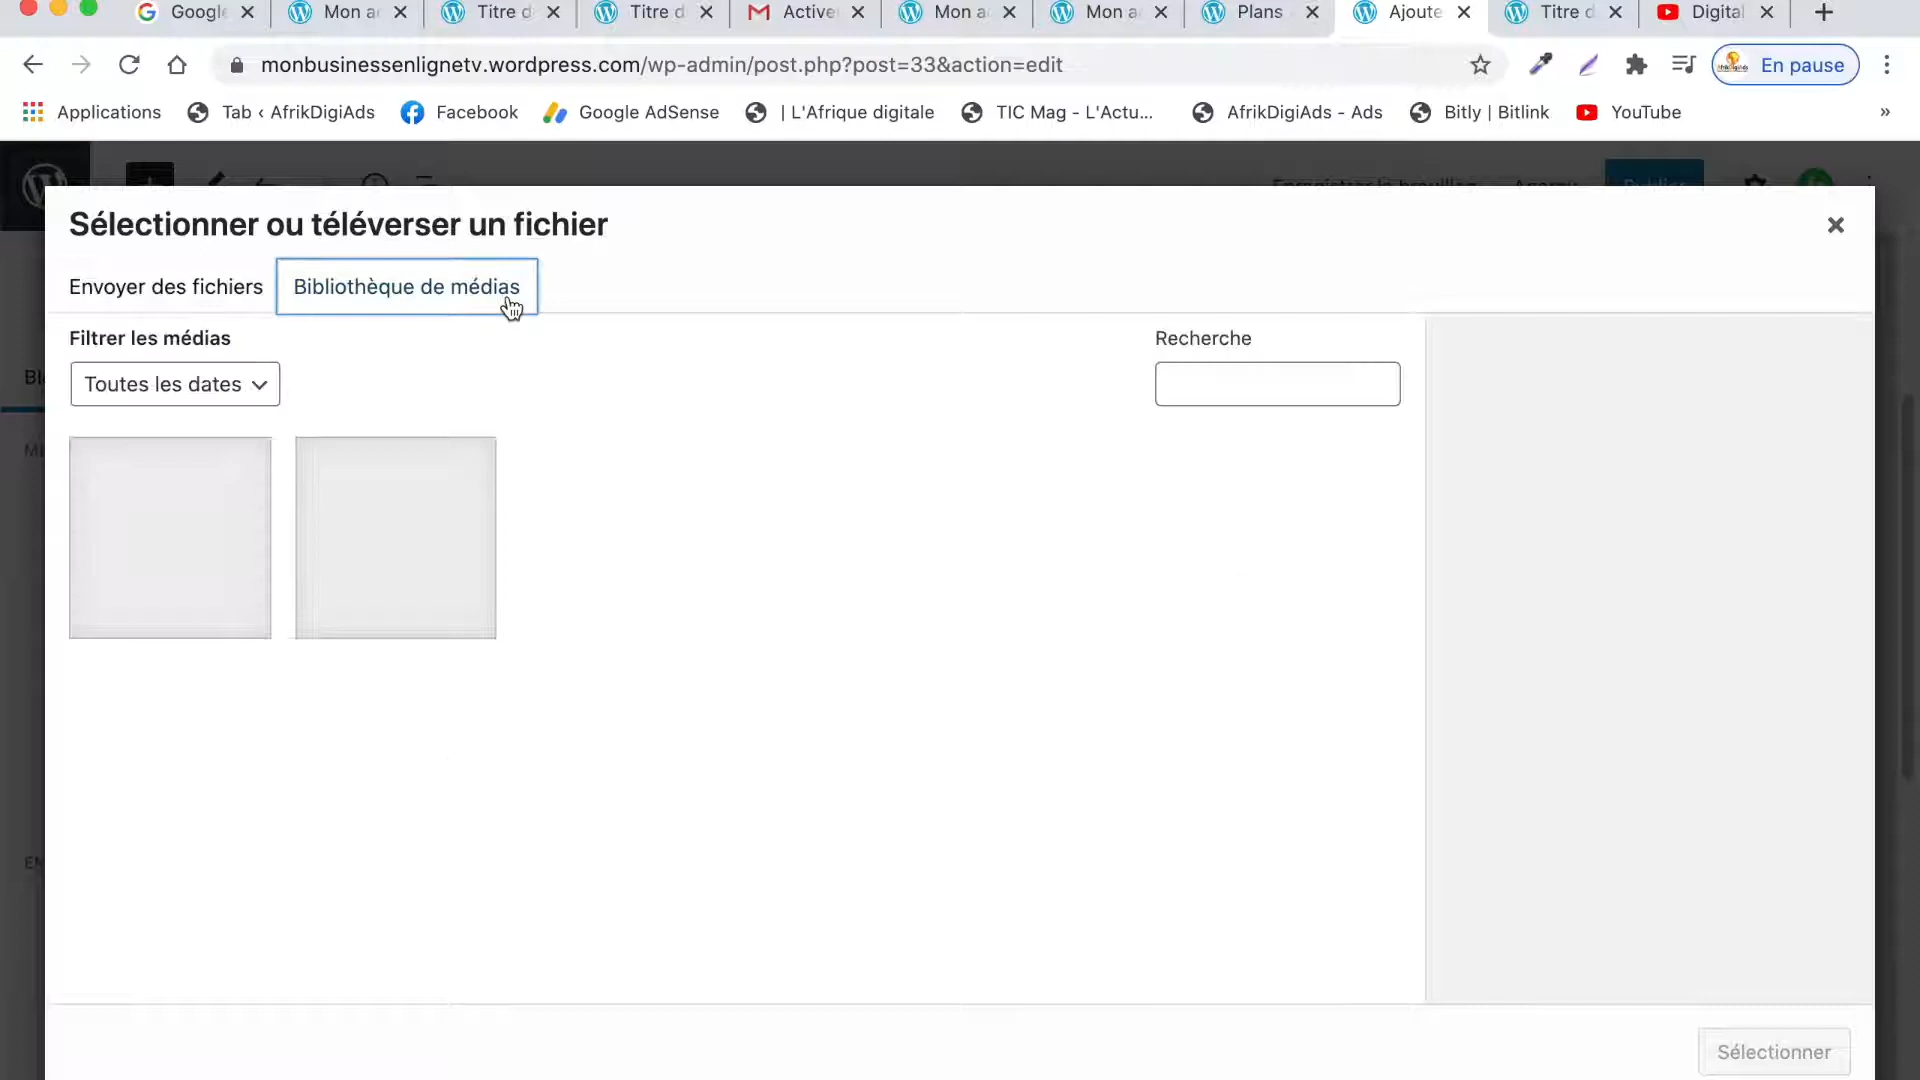 Google
Mon a
Titre d
Titre d
Active
Mon a
Mon a
Plans
Ajoute
Titre d
Digital
monbusinessenlignetv.wordpress.com/wp-admin/post.php?post=33&action=edit
En pause
Applications
Tab ‹ AfrikDigiAds
Facebook
Google AdSense
| L'Afrique digitale
TIC Mag - L'Actu...
AfrikDigiAds - Ads
Bitly | Bitlink
YouTube
»
Sélectionner ou téléverser un fichier
Envoyer des fichiers
Bibliothèque de médias
Filtrer les médias
Recherche
Toutes les dates
Sélectionner